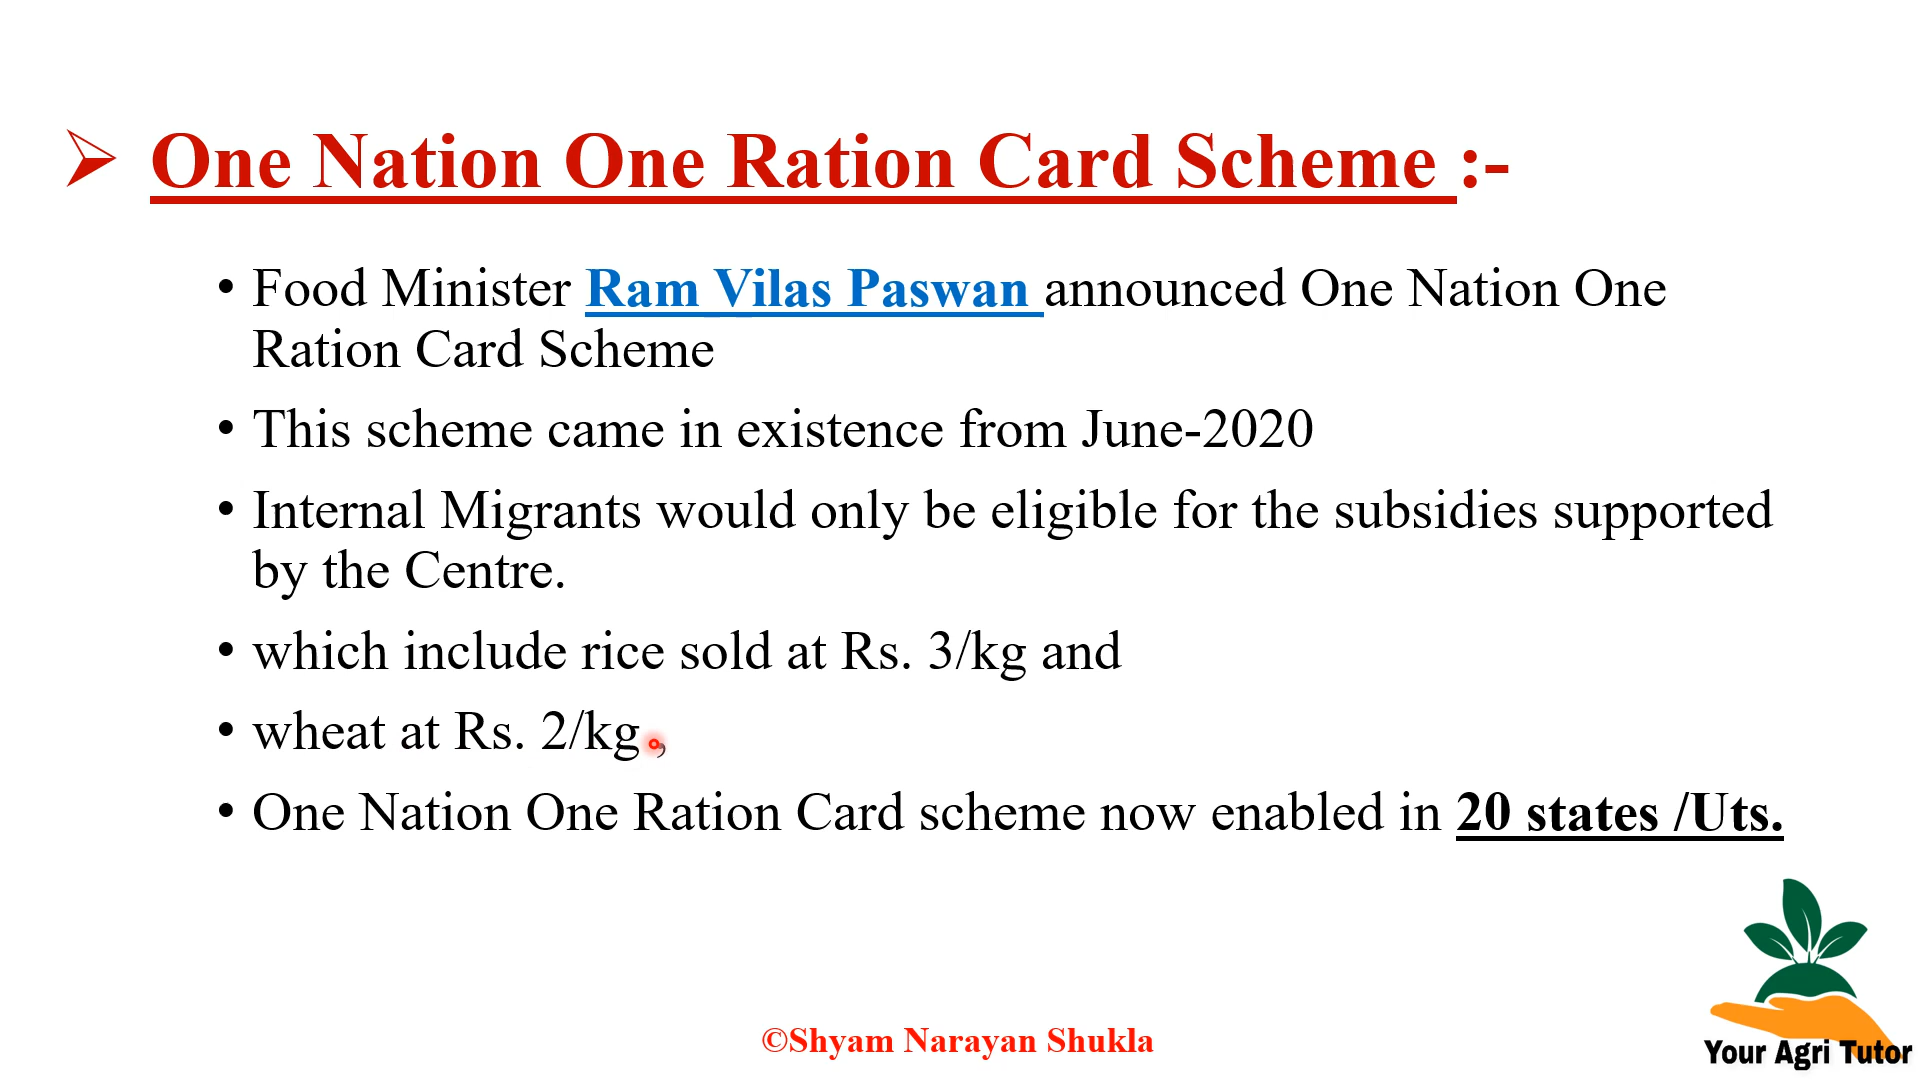 One Nation One Ration Card Scheme :-
• Food Minister Ram Vilas Paswan announced One Nation One
Ration Card Scheme
• This scheme came in existence from June-2020
• Internal Migrants would only be eligible for the subsidies supported
by the Centre.
• which include rice sold at Rs. 3/kg and
• wheat at Rs. 2/kg ,
• One Nation One Ration Card scheme now enabled in 20 states /Uts.
©Shyam Narayan Shukla
Your Agri Tutor